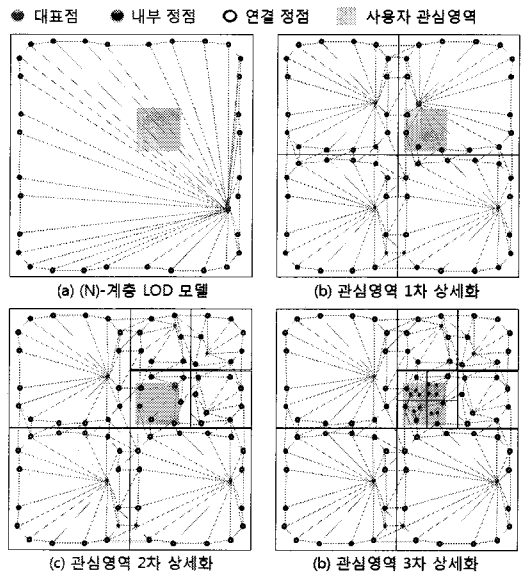 대표점 내부 정점 연결 정점 사용자 관심영역
(a) (N)-계층 LOD 모델
(b) 관심영역 1차 상세화
(c) 관심영역 2차 상세화
(b) 관심영역 3차 상세화